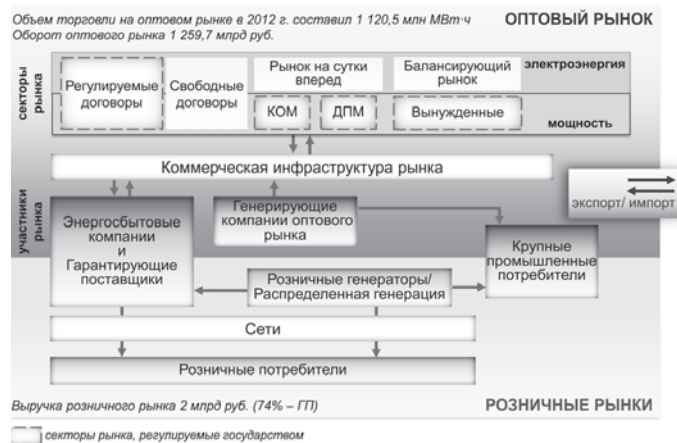 Объем торговли на оптовом рынке в 2012 г. составил 1 120,5 млн МВт·ч
Оборот оптового рынка 1 259,7 млрд руб.
ОПТОВЫЙ РЫНОК
секторы
рынка
Регулируемые
договоры
Свободные
договоры
Рынок на сутки
вперед
Балансирующий
рынок
электроэнергия
КОМ
ДПМ
Вынужденные
мощность
Коммерческая инфраструктура рынка
экспорт/ импорт
участники
рынка
Энергосбытовые
компании
и
Гарантирующие
поставщики
Генерирующие
компании оптового
рынка
Крупные
промышленные
потребители
Розничные генераторы/
Распределенная генерация
Сети
Розничные потребители
Выручка розничного рынка 2 млрд руб. (74% – ГП)
РОЗНИЧНЫЕ РЫНКИ
секторы рынка, регулируемые государством